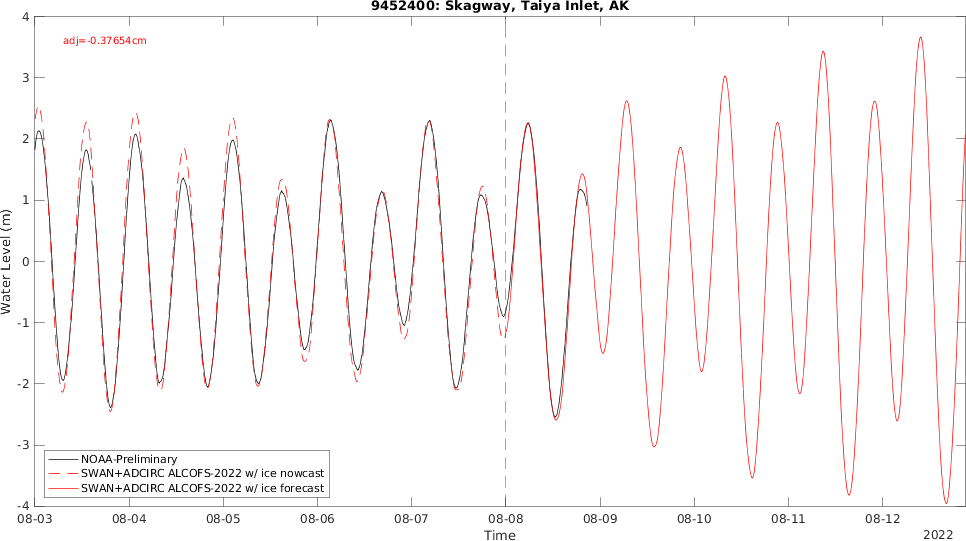 9452400: Skagway, Taiya Inlet, AK
adj=-0.37654cm
4
3
2
1
0
-1
-2
-3
-4
Water Level (m)
NOAA-Preliminary
SWAN+ADCIRC ALCOFS-2022 w/ ice nowcast
SWAN+ADCIRC ALCOFS-2022 w/ ice forecast
08-03 08-04 08-05 08-06 08-07 08-08 08-09 08-10 08-11 08-12
Time
2022